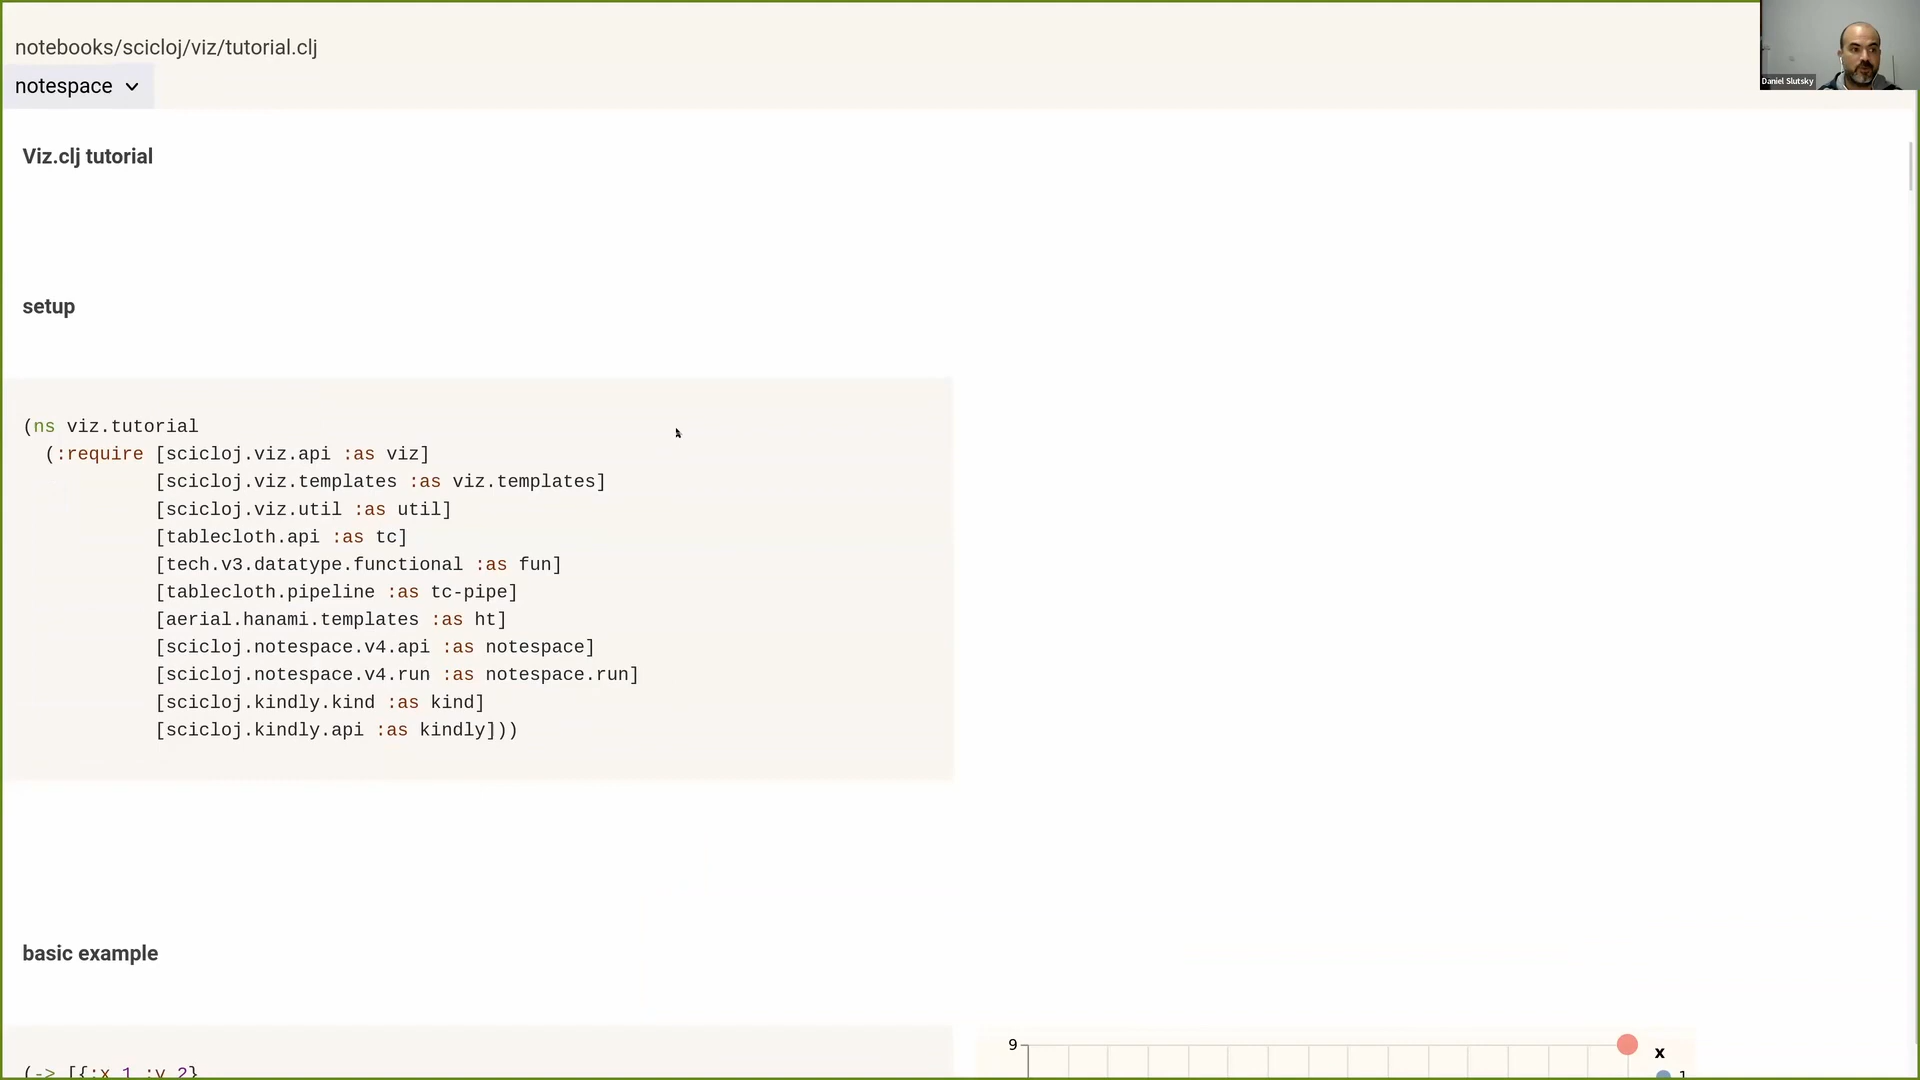 notebooks/scicloj/viz/tutorial.clj
Daniel Slutsky
notespace
Viz.clj tutorial
setup
(ns viz.tutorial
(:require [scicloj.viz.api :as viz]
[scicloj.viz.templates :as viz.templates]
[scicloj.viz.util :as util]
[tablecloth.api :as tc]
[tech.v3.datatype.functional :as fun]
[tablecloth.pipeline :as tc-pipe]
[aerial.hanami.templates :as ht]
[scicloj.notespace.v4.api :as notespace]
[scicloj.notespace.v4.run :as notespace.run]
[scicloj.kindly.kind :as kind]
[scicloj.kindly.api :as kindly]))
basic example
9
x
1
(-> [{:x 1 :y 2}